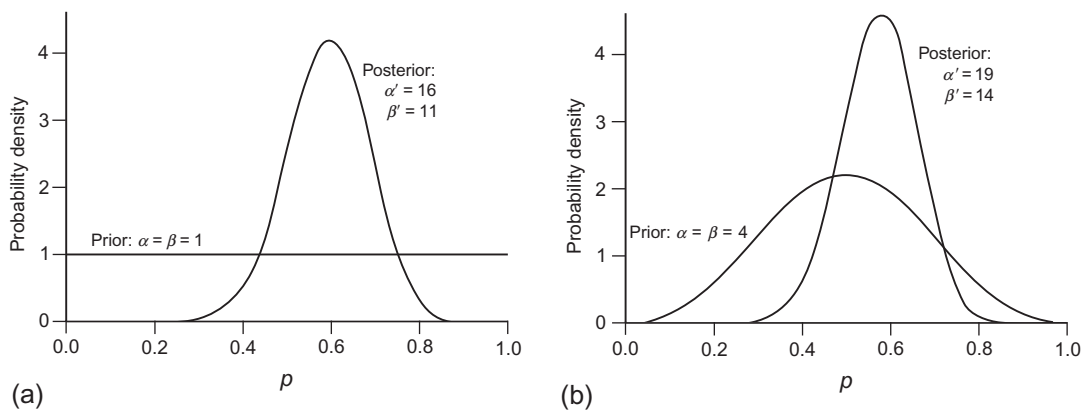 4
3
2
1
0
Probability density
Posterior:
α′ = 16
β′ = 11
Prior: α = β = 1
0.0 0.2 0.4 0.6 0.8 1.0
p
(a)
4
3
2
1
0
Probability density
Posterior:
α′ = 19
β′ = 14
Prior: α = β = 4
0.0 0.2 0.4 0.6 0.8 1.0
p
(b)